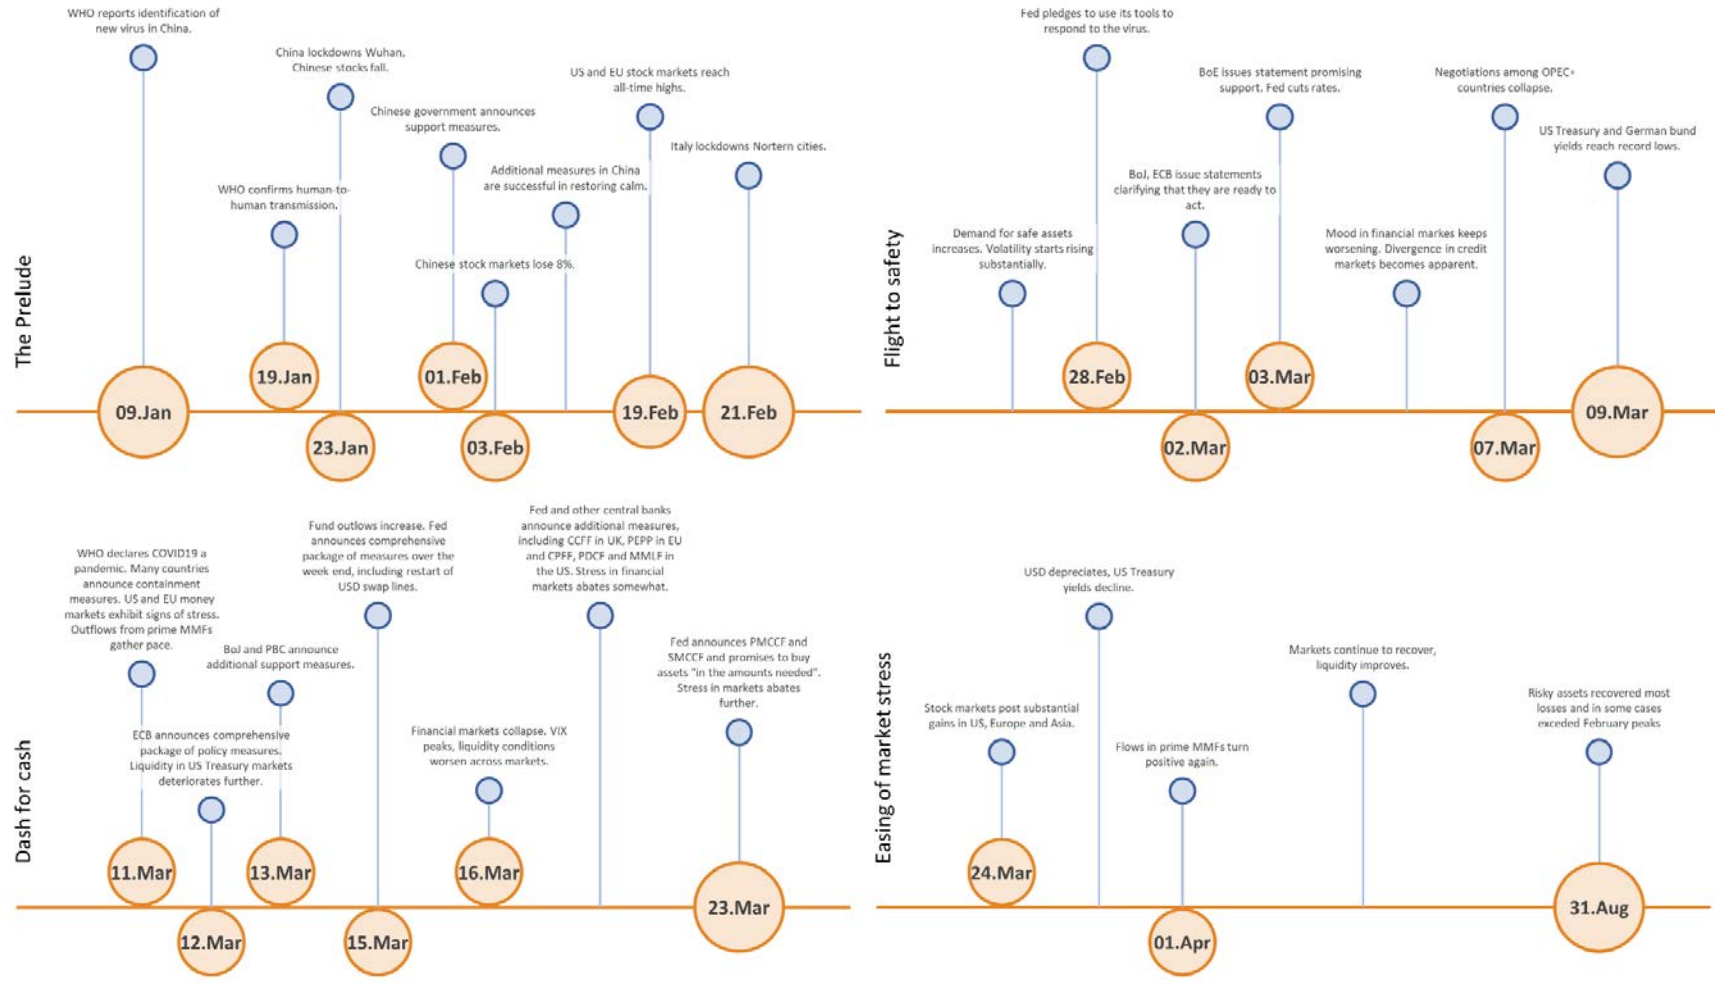 The Prelude
WHO reports identification of
new virus in China.
09.Jan
WHO confirms human-to-
human transmission.
19.Jan
China lockdowns Wuhan,
Chinese stocks fall.
23.Jan
Chinese government announces
support measures.
01.Feb
Chinese stock markets lose 8%.
03.Feb
Additional measures in China
are successful in restoring calm.
US and EU stock markets reach
all-time highs.
19.Feb
Italy lockdowns Nortern cities.
21.Feb
Flight to safety
Demand for safe assets
increases. Volatility starts rising
substantially.
Fed pledges to use its tools to
respond to the virus.
28.Feb
BoJ, ECB issue statements
clarifying that they are ready to
act.
02.Mar
BoE issues statement promising
support. Fed cuts rates.
03.Mar
Mood in financial markes keeps
worsening. Divergence in credit
markets becomes apparent.
Negotiations among OPEC+
countries collapse.
07.Mar
US Treasury and German bund
yields reach record lows.
09.Mar
Dash for cash
WHO declares COVID19 a
pandemic. Many countries
announce containment
measures. US and EU money
markets exhibit signs of stress.
Outflows from prime MMFs
gather pace.
11.Mar
ECB announces comprehensive
package of policy measures.
Liquidity in US Treasury markets
deteriorates further.
12.Mar
BoJ and PBC announce
additional support measures.
13.Mar
Fund outlows increase. Fed
announces comprehensive
package of measures over the
week end, including restart of
USD swap lines.
15.Mar
Financial markets collapse. VIX
peaks, liquidity conditions
worsen across markets.
16.Mar
Fed and other central banks
announce additional measures,
including CCFF in UK, PEPP in EU
and CPFF, PDCF and MMLF in
the US. Stress in financial
markets abates somewhat.
Fed announces PMCCF and
SMCCF and promises to buy
assets "in the amounts needed".
Stress in markets abates
further.
23.Mar
Easing of market stress
Stock markets post substantial
gains in US, Europe and Asia.
24.Mar
USD depreciates, US Treasury
yields decline.
Flows in prime MMFs turn
positive again.
01.Apr
Markets continue to recover,
liquidity improves.
Risky assets recovered most
losses and in some cases
exceded February peaks
31.Aug